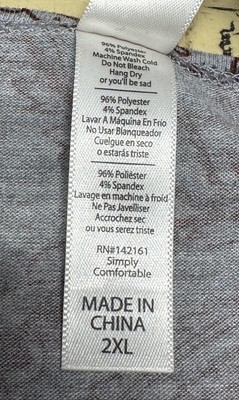 96% Polyester
4% Spandex
Machine Wash Cold
Do Not Bleach
Hang Dry
or you'll be sad
96% Polyester
4% Spandex
Lavar A Máquina En Frío
No Usar Blanqueador
Cuelgue en seco
o estarás triste
96% Poliéster
4% Spandex
Lavage en machine à froid
Ne Pas Javelliser
Accrochez sec
ou vous serez triste
RN#142161
Simply
Comfortable
MADE IN
CHINA
2XL